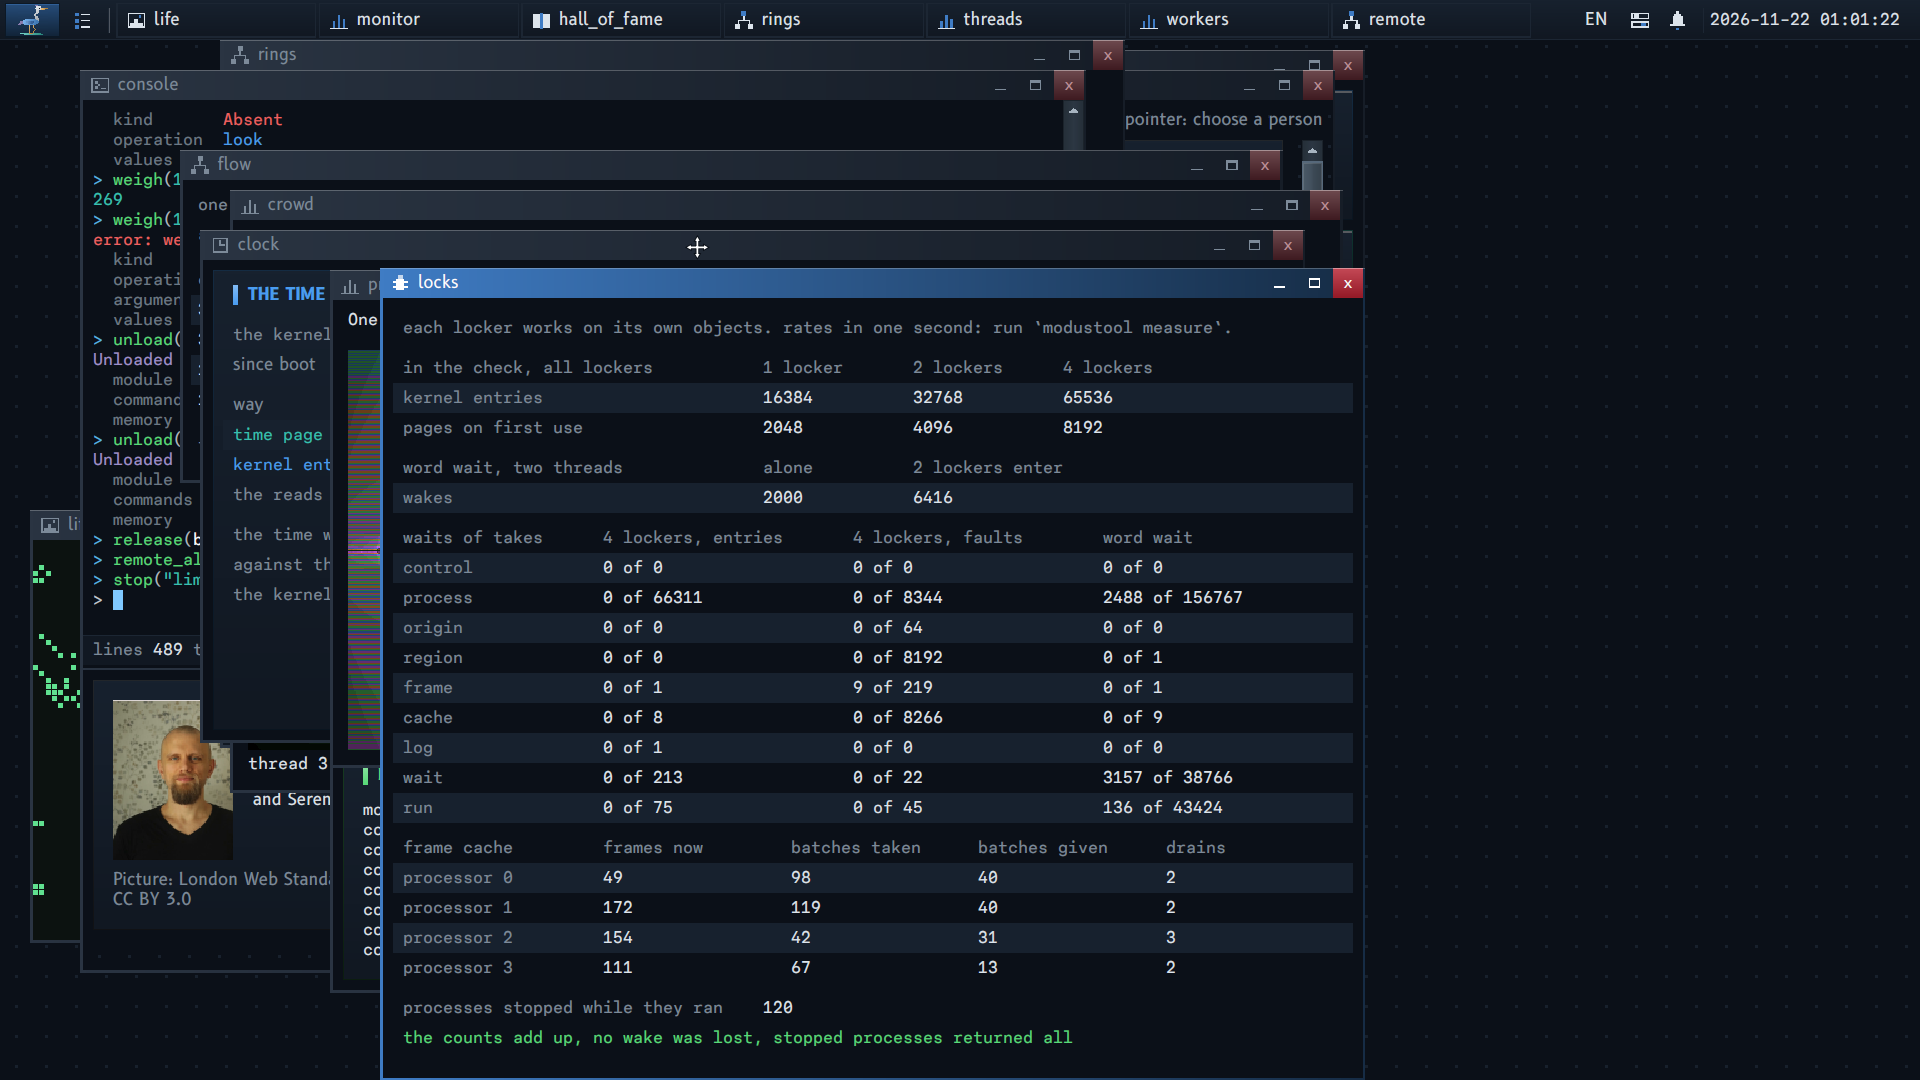 life monitor hall_of_fame rings threads workers remote EN 2026-11-22 01:01:22
rings
console
pointer: choose a person
kind Absent
operation look
values
> weigh(1
269
> weigh(1
error: we
kind
operati
argumen
values
> unload(
Unloaded
module
commanc
memory
> unload(
Unloaded
module
commands
memory
> release(b
> remote_al
> stop("lim
>
lines 489 t
flow
one
crowd
clock
THE TIME
the kernel
since boot
way
time page
kernel ent
the reads
the time w
against th
the kernel
One
li
thread 3
and Seren
Picture: London Web Standa
CC BY 3.0
mo
co
co
co
co
co
co
co
locks
each locker works on its own objects. rates in one second: run `modustool measure`.
in the check, all lockers 1 locker 2 lockers 4 lockers
kernel entries 16384 32768 65536
pages on first use 2048 4096 8192
word wait, two threads alone 2 lockers enter
wakes 2000 6416
waits of takes 4 lockers, entries 4 lockers, faults word wait
control 0 of 0 0 of 0 0 of 0
process 0 of 66311 0 of 8344 2488 of 156767
origin 0 of 0 0 of 64 0 of 0
region 0 of 0 0 of 8192 0 of 1
frame 0 of 1 9 of 219 0 of 1
cache 0 of 8 0 of 8266 0 of 9
log 0 of 1 0 of 0 0 of 0
wait 0 of 213 0 of 22 3157 of 38766
run 0 of 75 0 of 45 136 of 43424
frame cache frames now batches taken batches given drains
processor 0 49 98 40 2
processor 1 172 119 40 2
processor 2 154 42 31 3
processor 3 111 67 13 2
processes stopped while they ran 120
the counts add up, no wake was lost, stopped processes returned all